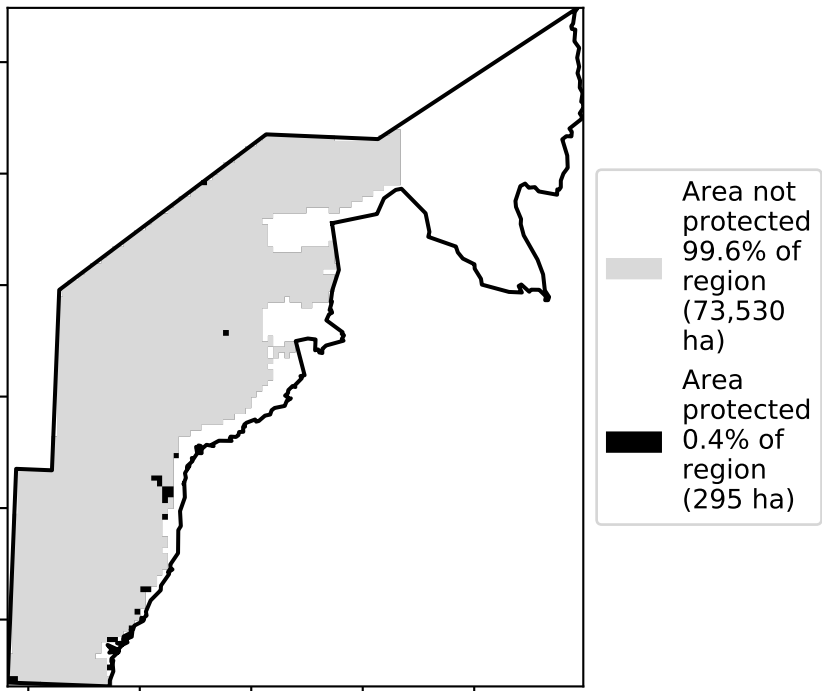 Area not
protected
99.6% of
region
(73,530
ha)
Area
protected
0.4% of
region
(295 ha)